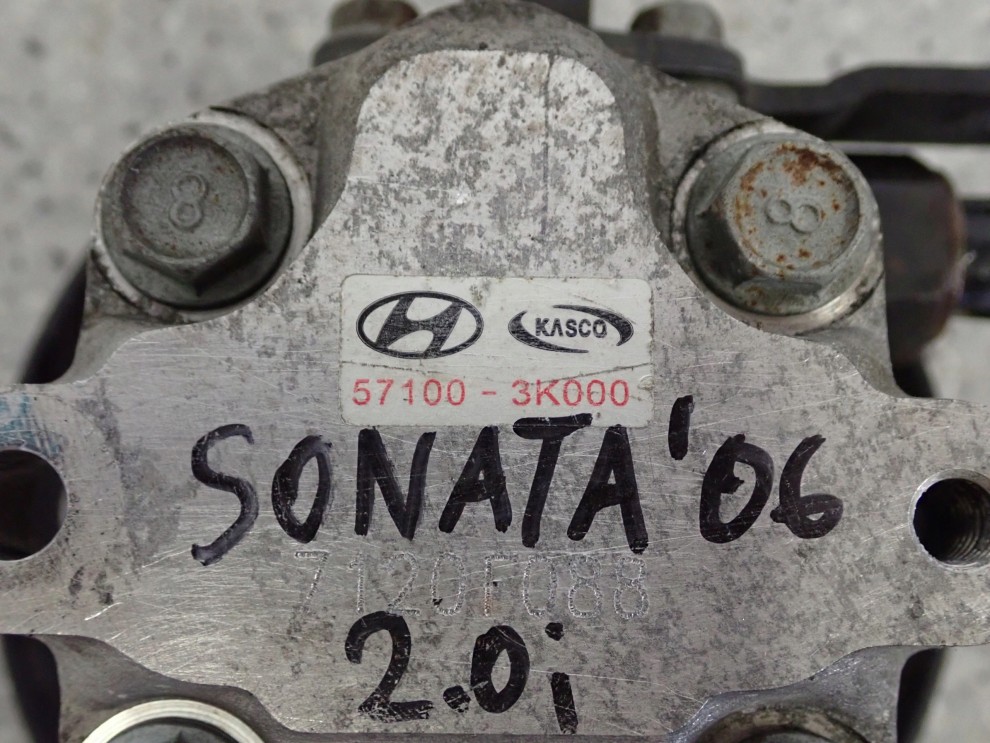 8 8
KASCO
57100 - 3K000
SONATA '06
7120F088
2.0i